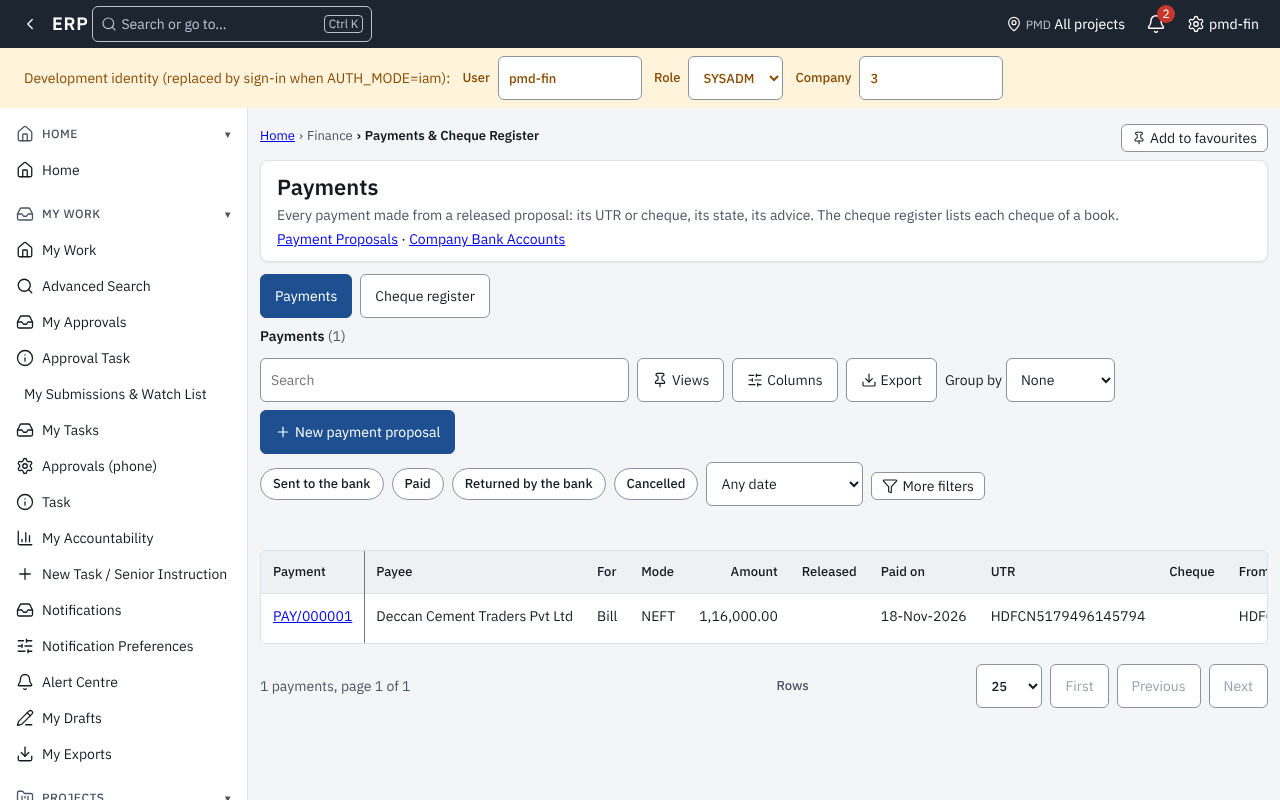 ERP Search or go to... Ctrl K PMD All projects 2 pmd-fin
Development identity (replaced by sign-in when AUTH_MODE=iam): User pmd-fin Role SYSADM Company 3
HOME
Home
MY WORK
My Work
Advanced Search
My Approvals
Approval Task
My Submissions & Watch List
My Tasks
Approvals (phone)
Task
My Accountability
New Task / Senior Instruction
Notifications
Notification Preferences
Alert Centre
My Drafts
My Exports
PROJECTS
Home › Finance › Payments & Cheque Register
Add to favourites
Payments
Every payment made from a released proposal: its UTR or cheque, its state, its advice. The cheque register lists each cheque of a book.
Payment Proposals · Company Bank Accounts
Payments Cheque register
Payments (1)
Search Views Columns Export Group by None
New payment proposal
Sent to the bank Paid Returned by the bank Cancelled Any date More filters
Payment Payee For Mode Amount Released Paid on UTR Cheque From
PAY/000001 Deccan Cement Traders Pvt Ltd Bill NEFT 1,16,000.00 18-Nov-2026 HDFCN5179496145794
1 payments, page 1 of 1 Rows 25 First Previous Next